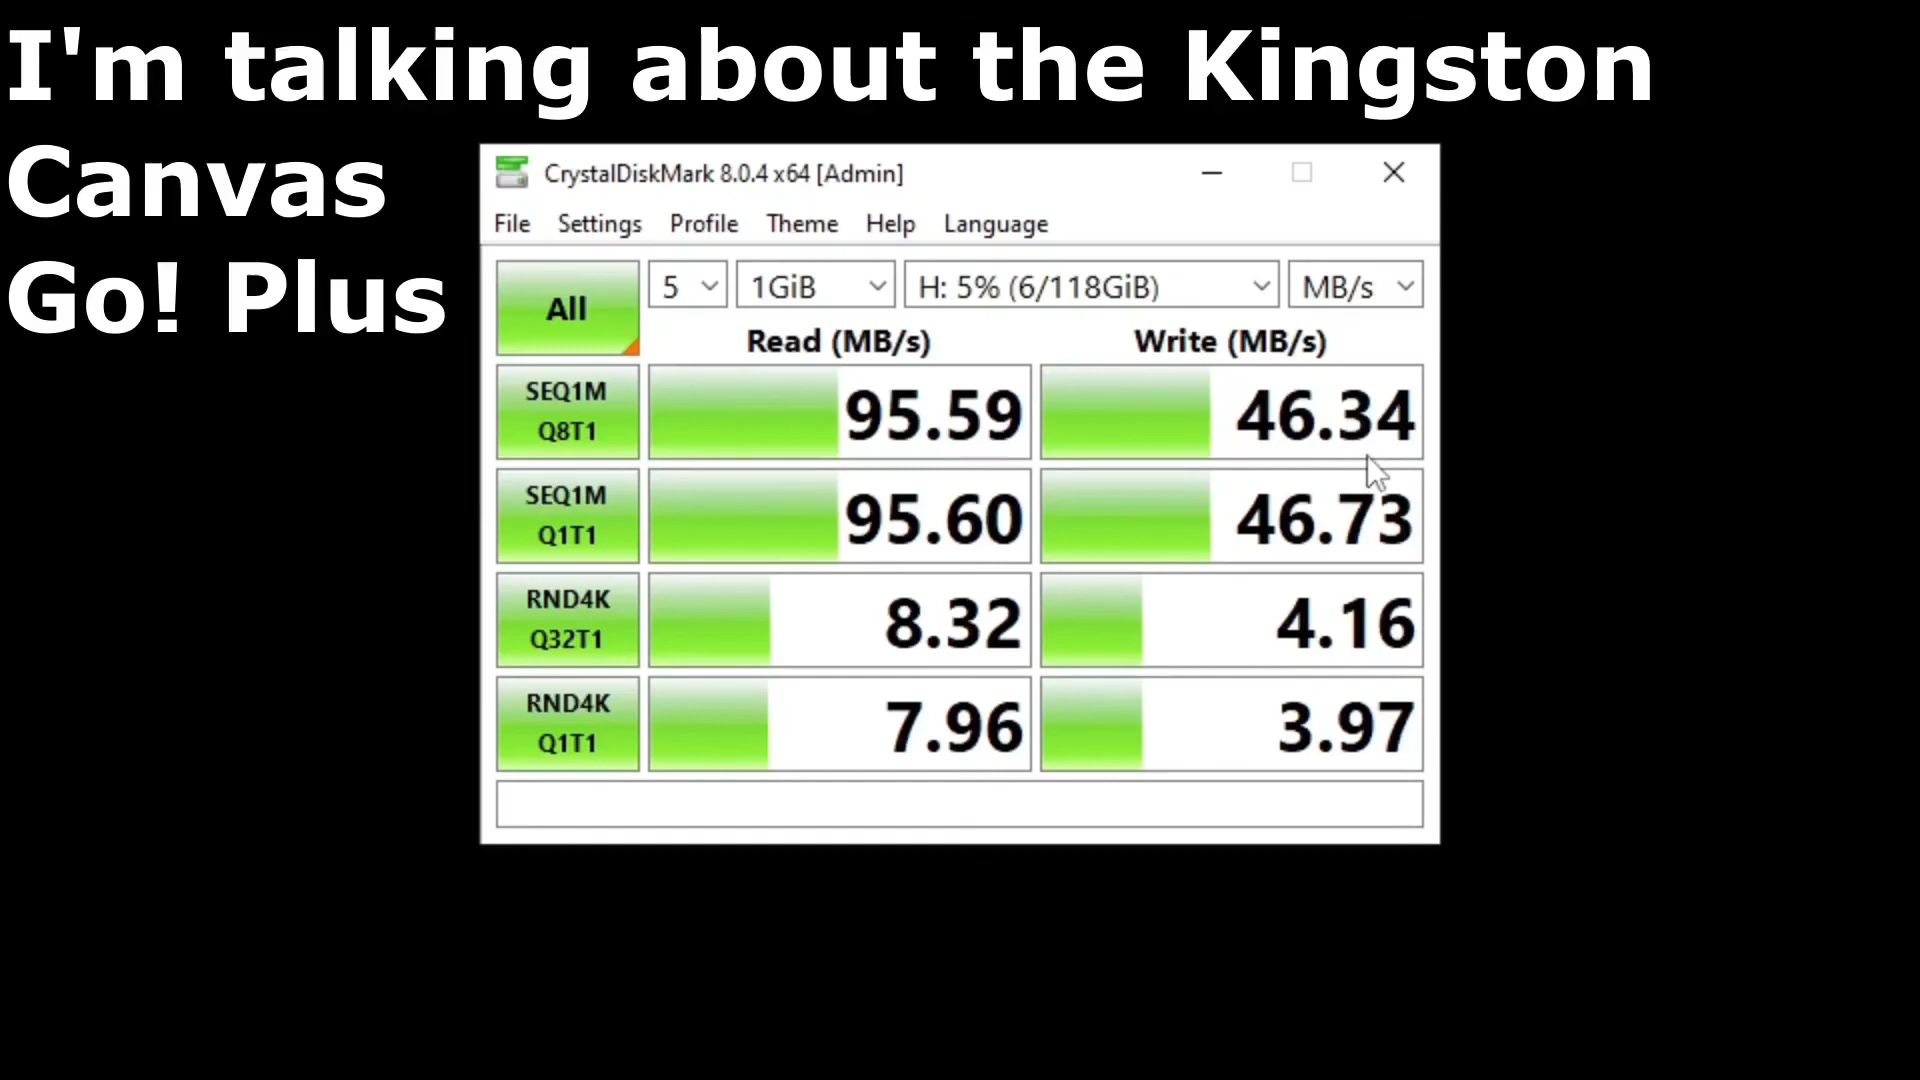 I'm talking about the Kingston
Canvas
Go! Plus
CrystalDiskMark 8.0.4 x64 [Admin]
File Settings Profile Theme Help Language
All 5 1GiB H: 5% (6/118GiB) MB/s
Read (MB/s) Write (MB/s)
SEQ1M
Q8T1
95.59 46.34
SEQ1M
Q1T1
95.60 46.73
RND4K
Q32T1
8.32 4.16
RND4K
Q1T1
7.96 3.97